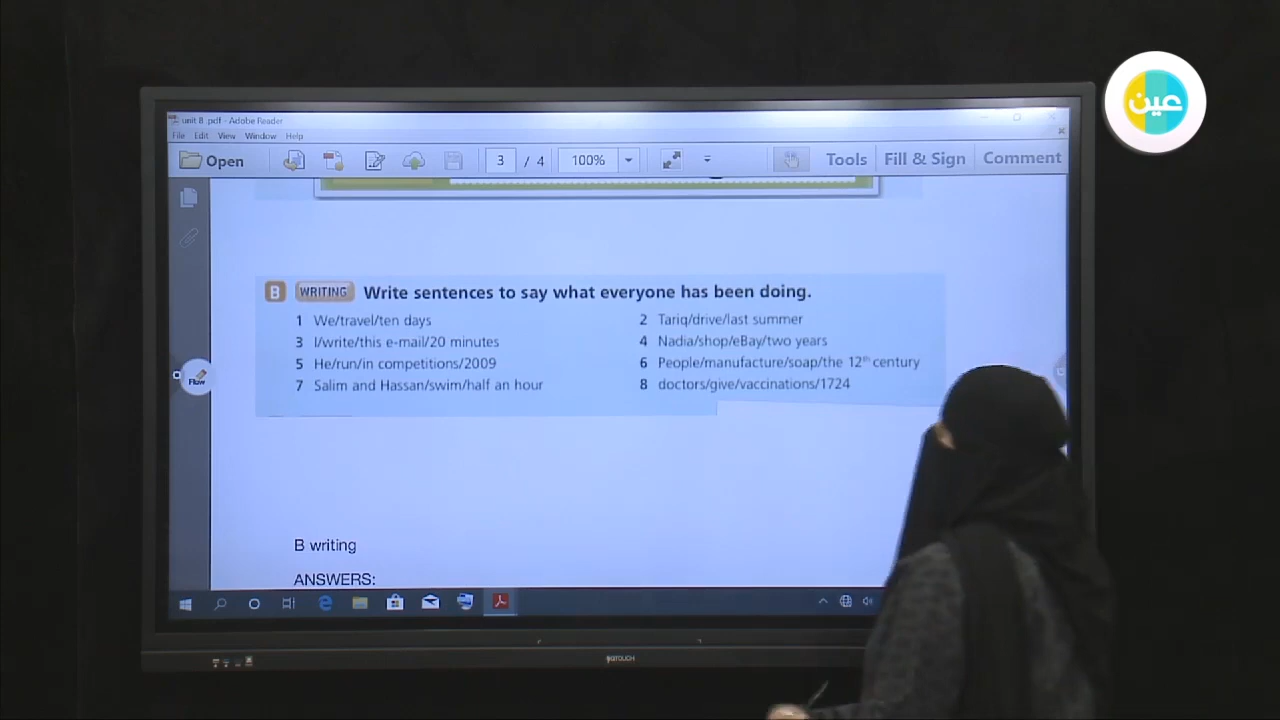 عين
unit 8 .pdf - Adobe Reader
File Edit View Window Help
Open 3 / 4 100% Tools Fill & Sign Comment
B WRITING Write sentences to say what everyone has been doing.
1 We/travel/ten days
2 Tariq/drive/last summer
3 I/write/this e-mail/20 minutes
4 Nadia/shop/eBay/two years
5 He/run/in competitions/2009
6 People/manufacture/soap/the 12th century
7 Salim and Hassan/swim/half an hour
8 doctors/give/vaccinations/1724
Flow
B writing
ANSWERS: